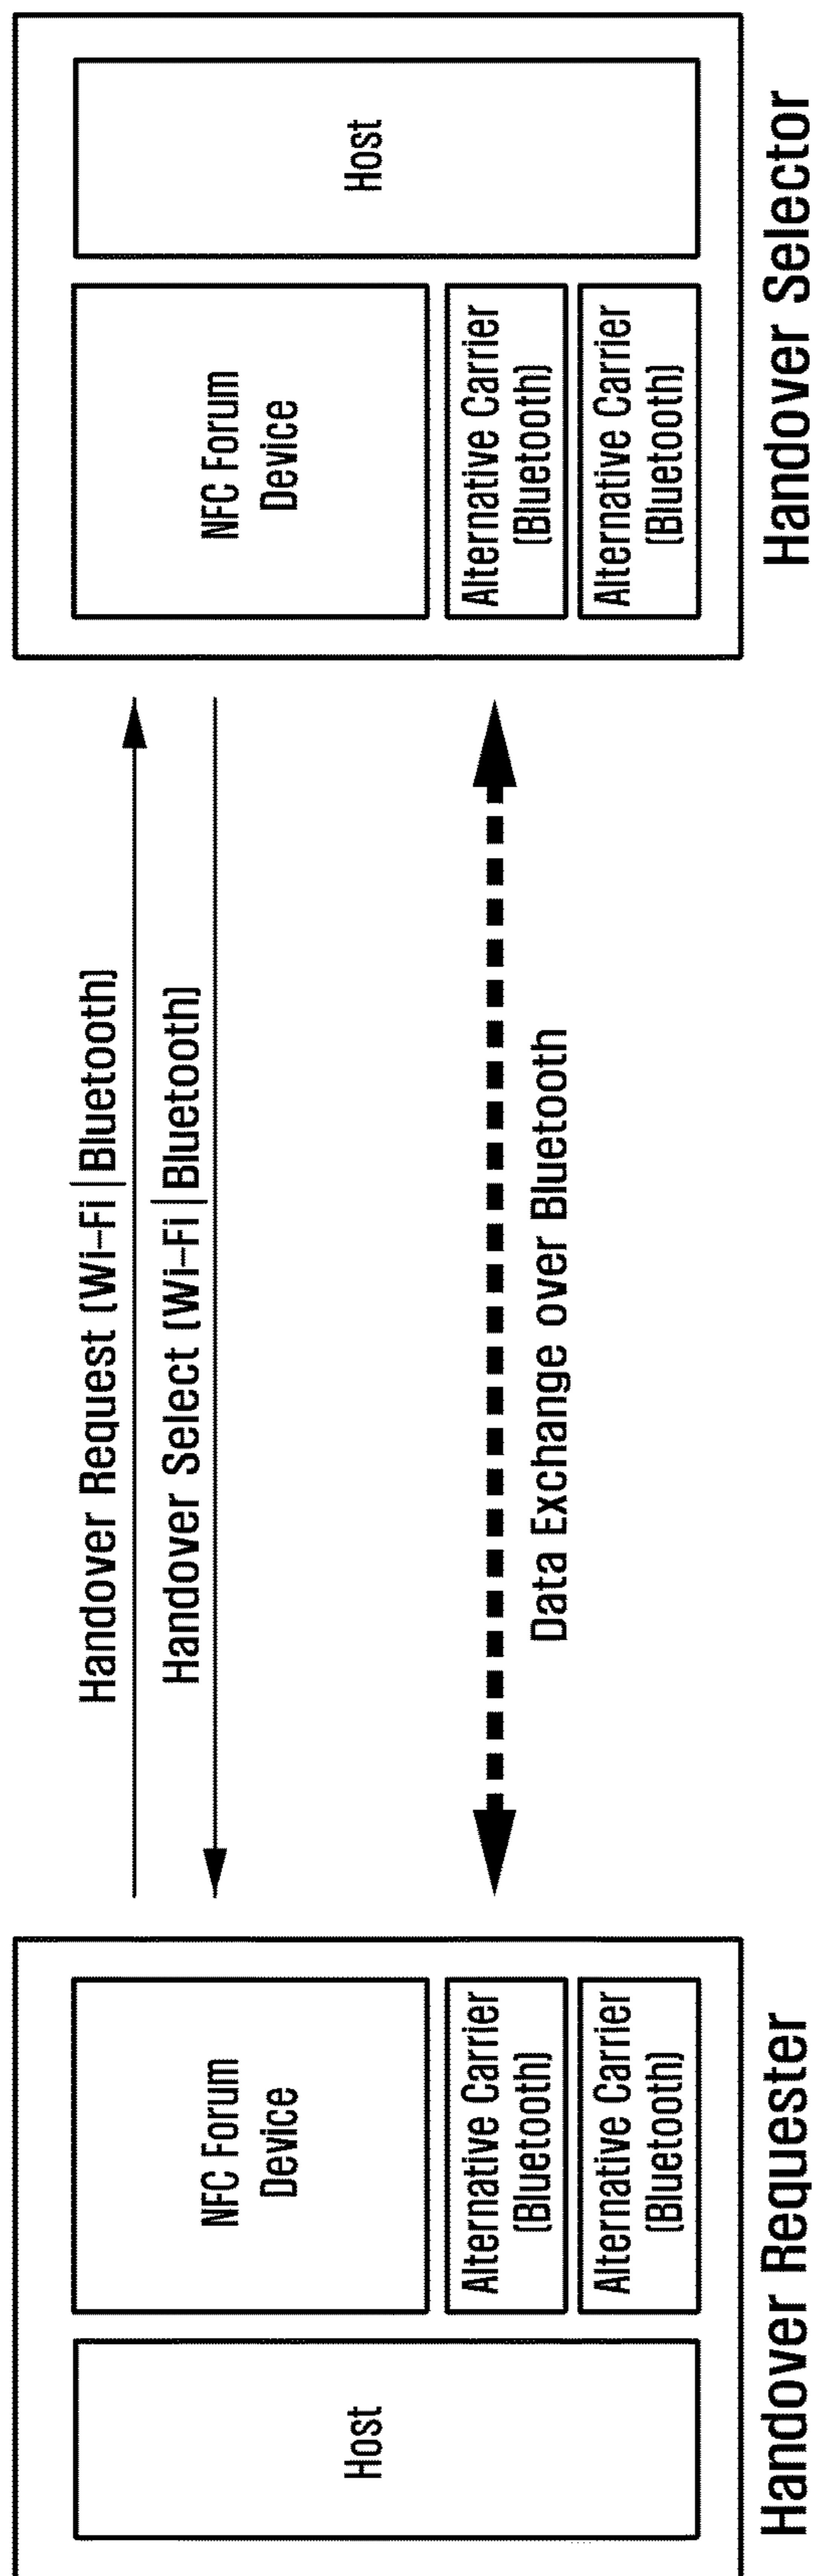 Handover Request (Wi-Fi|Bluetooth)
Handover Select (Wi-Fi|Bluetooth)
Host
NFC Forum
Device
Alternative Carrier
(Bluetooth)
Alternative Carrier
(Bluetooth)
Data Exchange over Bluetooth
NFC Forum
Device
Alternative Carrier
(Bluetooth)
Alternative Carrier
(Bluetooth)
Host
Handover Requester
Handover Selector